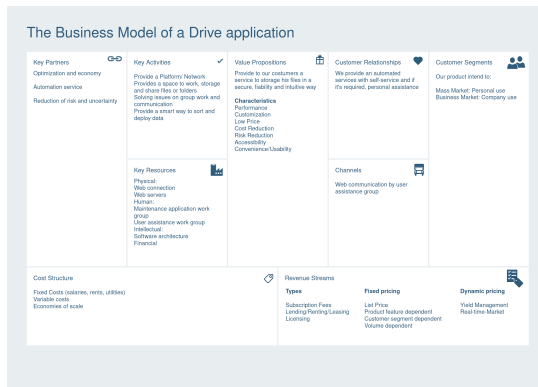 The Business Model of a Drive application
Key Partners
Optimization and economy
Automation service
Reduction of risk and uncertainty
Key Activities
Provide a Platform/ Network
Provides a space to work, storage
and share files or folders
Solving issues on group work and
communication
Provide a smart way to sort and
deploy data
Key Resources
Physical:
Web connection
Web servers
Human:
Maintenance application work
group
User assistance work group
Intellectual:
Software architecture
Financial
Value Propositions
Provide to our costumers a
service to storage his files in a
secure, fiability and intuitive way
Characteristics
Performance
Customization
Low Price
Cost Reduction
Risk Reduction
Accessibility
Convenience/Usability
Customer Relationships
We provide an automated
services with self-service and if
it's required, personal assistance
Channels
Web communication by user
assistance group
Customer Segments
Our product intend to:
Mass Market: Personal use
Business Market: Company use
Cost Structure
Fixed Costs (salaries, rents, utilities)
Variable costs
Economies of scale
Revenue Streams
Types
Subscription Fees
Lending/Renting/Leasing
Licensing
Fixed pricing
List Price
Product feature dependent
Customer segment dependent
Volume dependent
Dynamic pricing
Yield Management
Real-time-Market